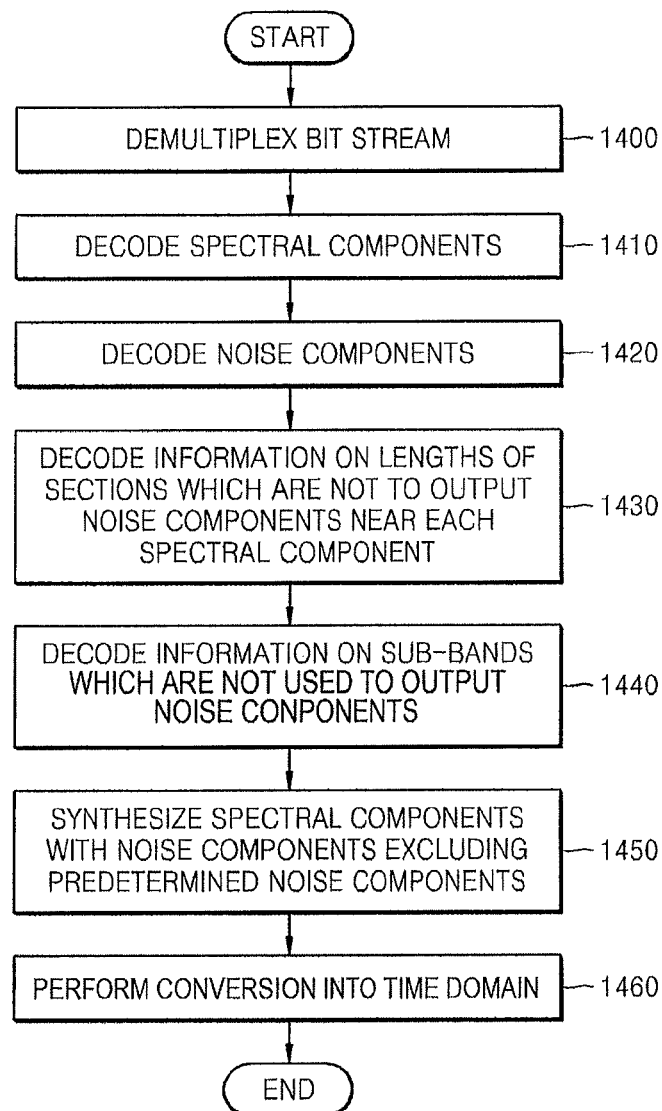 START
DEMULTIPLEX BIT STREAM
1400
DECODE SPECTRAL COMPONENTS
1410
DECODE NOISE COMPONENTS
1420
DECODE INFORMATION ON LENGTHS OF
SECTIONS WHICH ARE NOT TO OUTPUT
NOISE COMPONENTS NEAR EACH
SPECTRAL COMPONENT
1430
DECODE INFORMATION ON SUB-BANDS
WHICH ARE NOT USED TO OUTPUT
NOISE CONPONENTS
1440
SYNTHESIZE SPECTRAL COMPONENTS
WITH NOISE COMPONENTS EXCLUDING
PREDETERMINED NOISE COMPONENTS
1450
PERFORM CONVERSION INTO TIME DOMAIN
1460
END